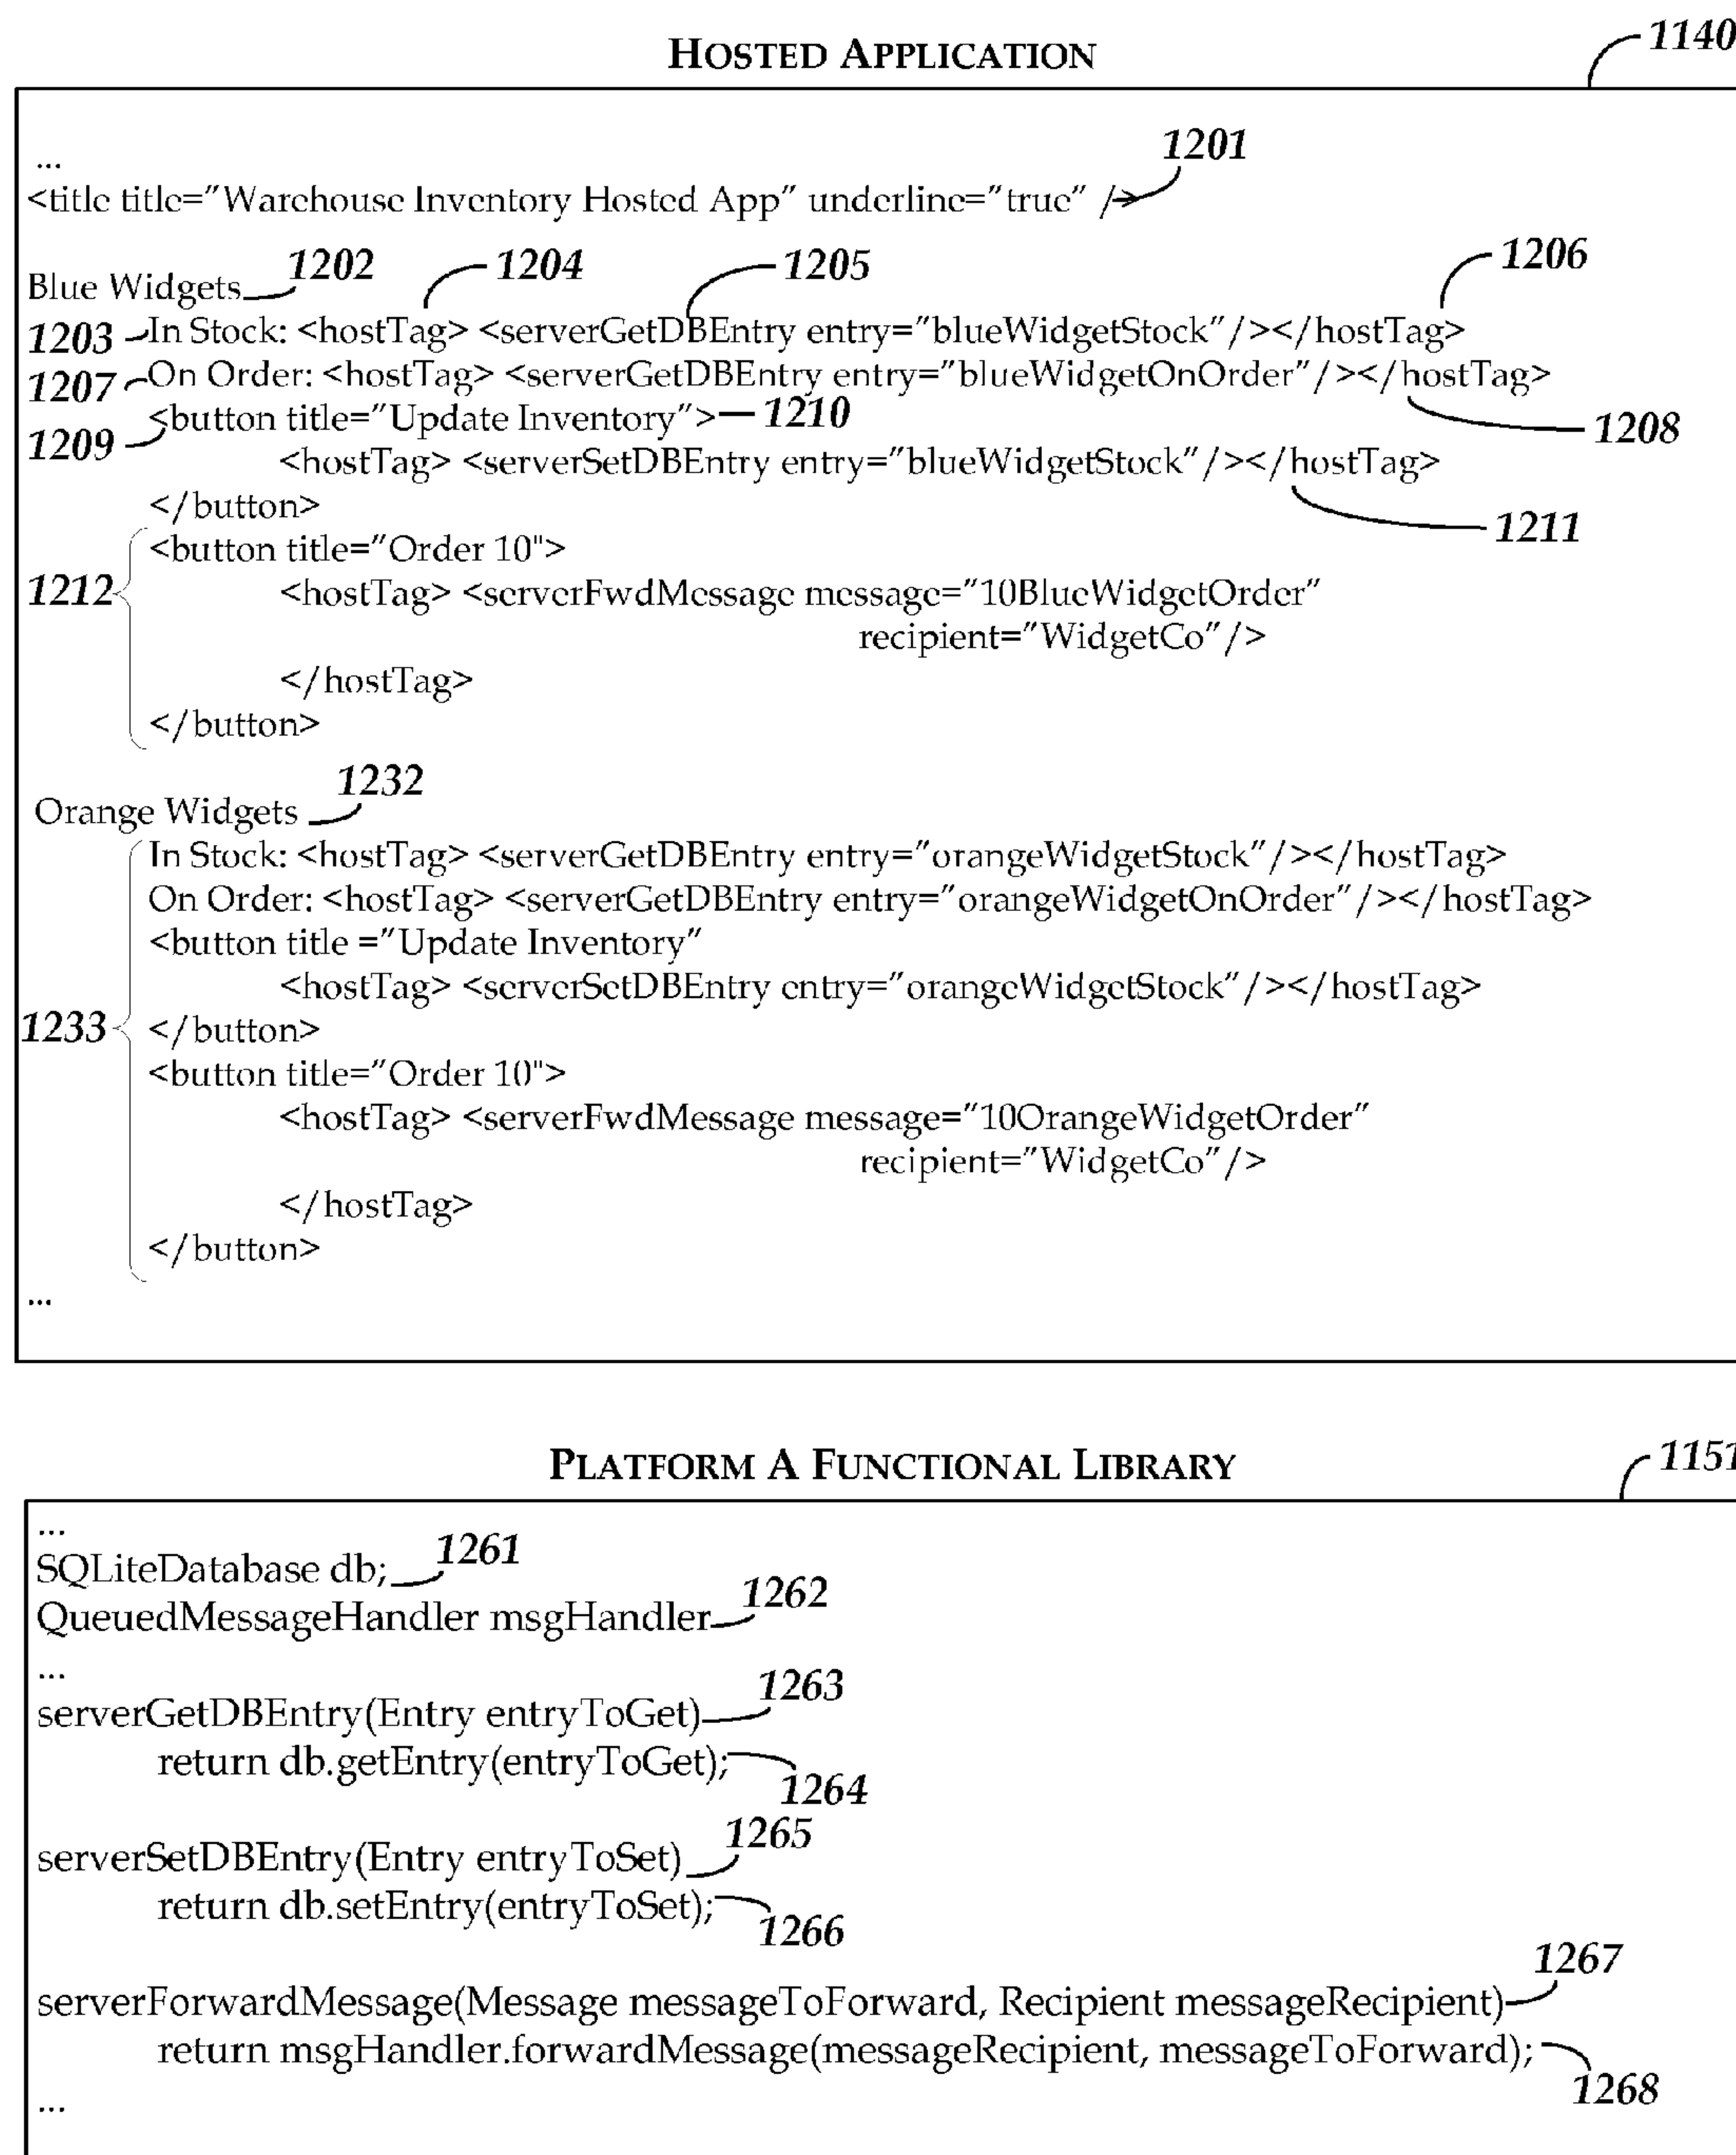 HOSTED APPLICATION
1140
...
1201
<title title="Warehouse Inventory Hosted App" underline="true" />
Blue Widgets 1202 1204 1205 1206
1203 In Stock: <hostTag> <serverGetDBEntry entry="blueWidgetStock"/></hostTag>
1207 On Order: <hostTag> <serverGetDBEntry entry="blueWidgetOnOrder"/></hostTag>
<button title="Update Inventory"> 1210
1209 1208
<hostTag> <serverSetDBEntry entry="blueWidgetStock"/></hostTag>
</button>
1211
<button title="Order 10">
1212 <hostTag> <serverFwdMessage message="10BlueWidgetOrder"
recipient="WidgetCo"/>
</hostTag>
</button>
1232
Orange Widgets
In Stock: <hostTag> <serverGetDBEntry entry="orangeWidgetStock"/></hostTag>
On Order: <hostTag> <serverGetDBEntry entry="orangeWidgetOnOrder"/></hostTag>
<button title ="Update Inventory"
<hostTag> <serverSetDBEntry entry="orangeWidgetStock"/></hostTag>
1233 </button>
<button title="Order 10">
<hostTag> <serverFwdMessage message="10OrangeWidgetOrder"
recipient="WidgetCo"/>
</hostTag>
</button>
...
PLATFORM A FUNCTIONAL LIBRARY
1151
...
SQLiteDatabase db; 1261
QueuedMessageHandler msgHandler 1262
...
serverGetDBEntry(Entry entryToGet) 1263
return db.getEntry(entryToGet);
1264
serverSetDBEntry(Entry entryToSet) 1265
return db.setEntry(entryToSet);
1266
1267
serverForwardMessage(Message messageToForward, Recipient messageRecipient)
return msgHandler.forwardMessage(messageRecipient, messageToForward);
1268
...